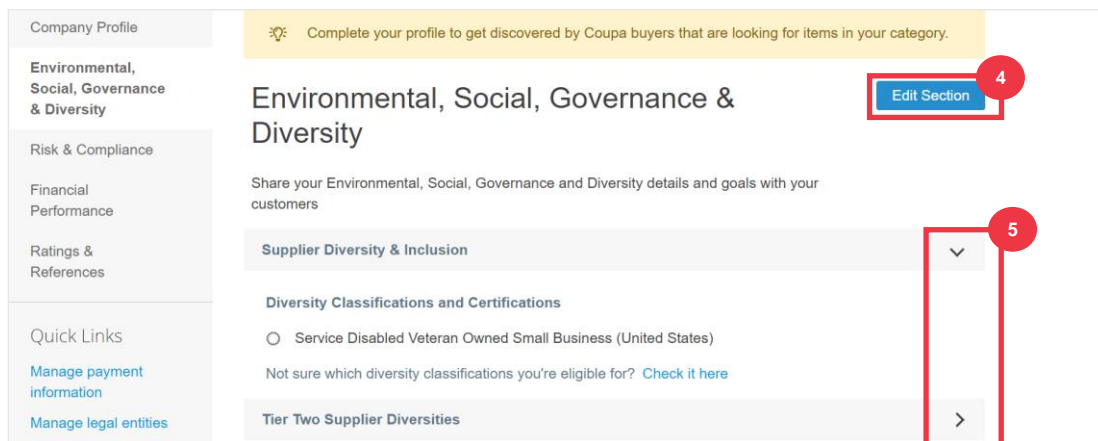 Company Profile
Environmental,
Social, Governance
& Diversity
Risk & Compliance
Financial
Performance
Ratings &
References
Quick Links
Manage payment
information
Manage legal entities
Complete your profile to get discovered by Coupa buyers that are looking for items in your category.
4
Environmental, Social, Governance &
Diversity
Edit Section
Share your Environmental, Social, Governance and Diversity details and goals with your
customers
5
Supplier Diversity & Inclusion
Diversity Classifications and Certifications
Service Disabled Veteran Owned Small Business (United States)
Not sure which diversity classifications you're eligible for? Check it here
Tier Two Supplier Diversities